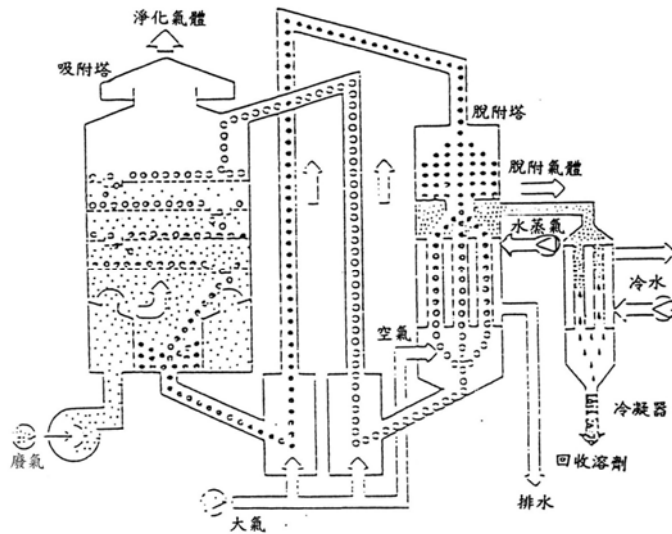 淨化氣體
吸附塔
脫附塔
脫附氣體
水蒸氣
冷水
空氣
冷凝器
廢氣
回收溶劑
大氣
排水